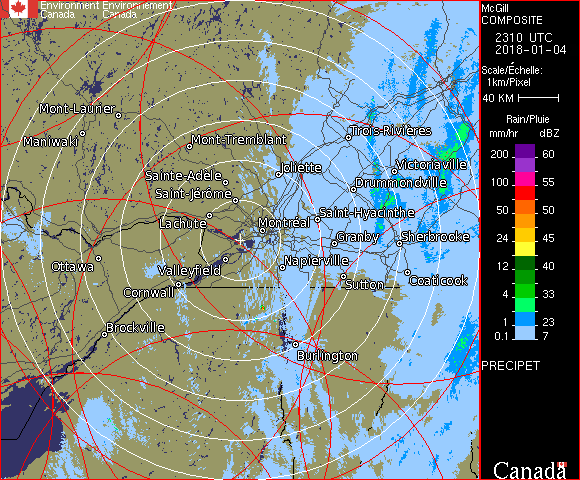 Environment Environnement
Canada Canada
McGill
COMPOSITE
2310 UTC
2018-01-04
Scale/Échelle:
1km/Pixel
40 KM
Rain/Pluie
mm/hr dBZ
200 60
100 55
50 50
24 45
12 40
4 33
1 23
0.1 7
PRECIPET
Canada
Mont-Laurier
Maniwaki
Mont-Tremblant
Trois-Rivières
Joliette
Victoriaville
Sainte-Adèle
Drummondville
Saint-Jérôme
Saint-Hyacinthe
Lachute
Montréal
Granby
Sherbrooke
Ottawa
Valleyfield
Napierville
Sutton
Coaticook
Cornwall
Brockville
Burlington